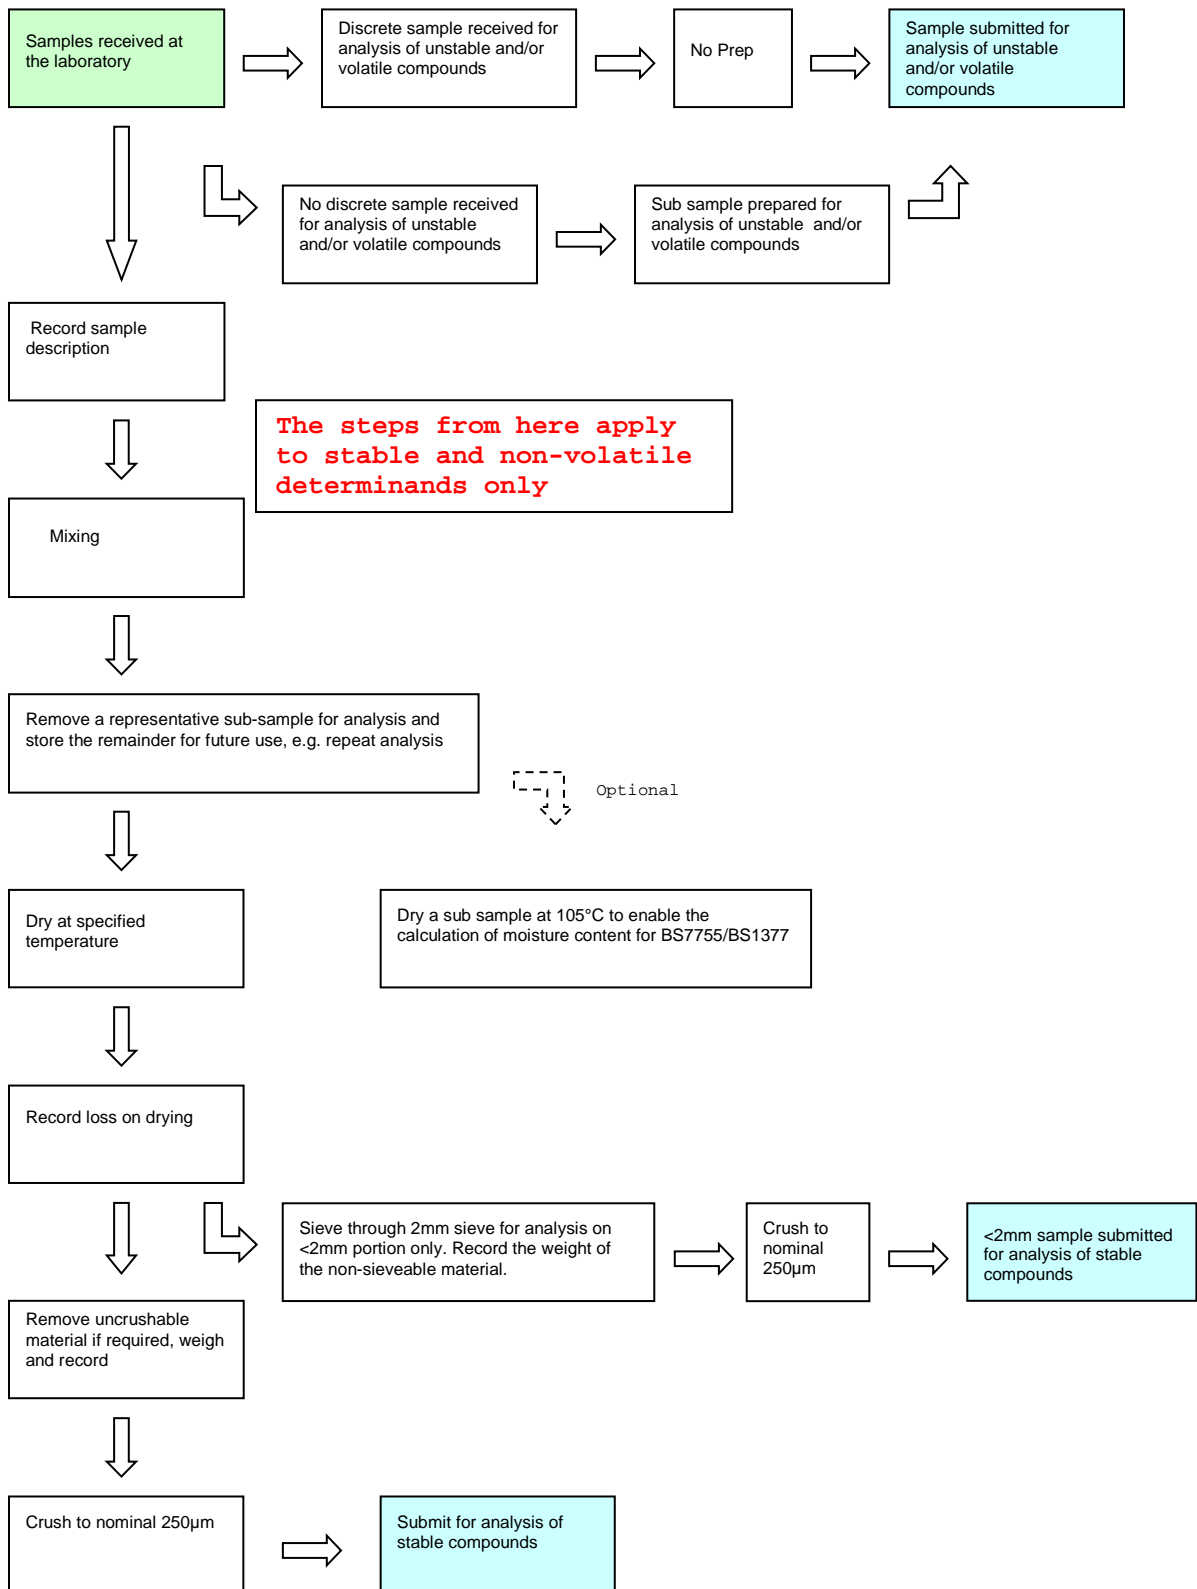 Samples received at
the laboratory
Discrete sample received for
analysis of unstable and/or
volatile compounds
No Prep
Sample submitted for
analysis of unstable
and/or volatile
compounds
No discrete sample received
for analysis of unstable
and/or volatile compounds
Sub sample prepared for
analysis of unstable and/or
volatile compounds
Record sample
description
The steps from here apply
to stable and non-volatile
determinands only
Mixing
Remove a representative sub-sample for analysis and
store the remainder for future use, e.g. repeat analysis
Optional
Dry at specified
temperature
Dry a sub sample at 105°C to enable the
calculation of moisture content for BS7755/BS1377
Record loss on drying
Sieve through 2mm sieve for analysis on
<2mm portion only. Record the weight of
the non-sieveable material.
Crush to
nominal
250µm
<2mm sample submitted
for analysis of stable
compounds
Remove uncrushable
material if required, weigh
and record
Crush to nominal 250µm
Submit for analysis of
stable compounds